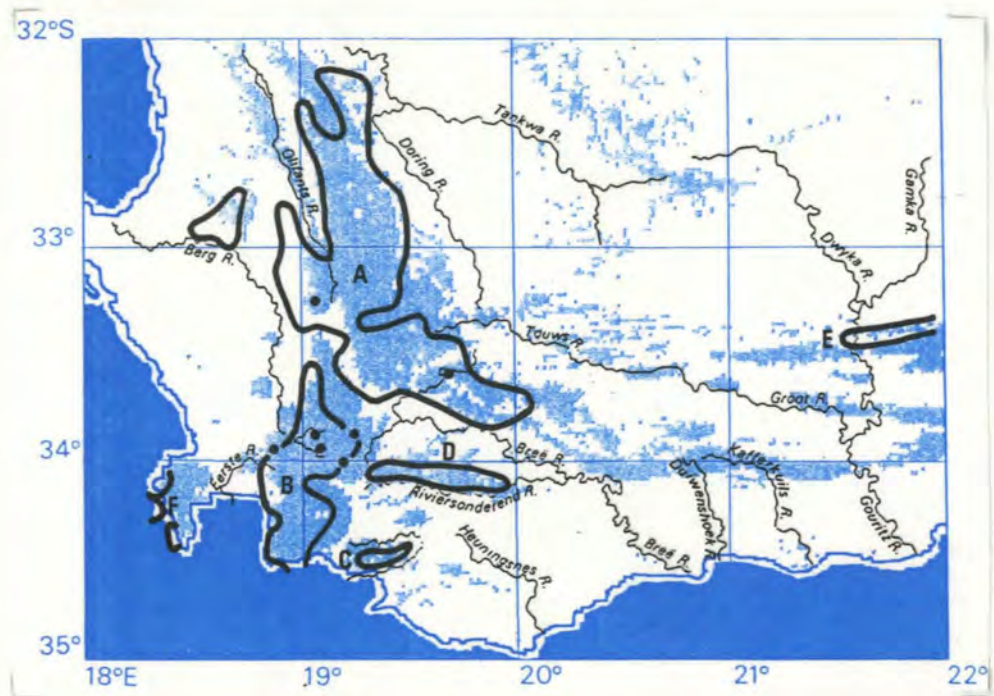 32°S
Tankwa R.
Olifants R.
Doring R.
Gamka R.
33°
Berg R.
A
Dwyka R.
E
Touws R.
Groot R.
D
34°
Eerste R.
B
Breë R.
Kafferkuils R.
Duiwenshoek R.
F
Riviersonderend R.
Gourits R.
C
Heuningsnes R.
Breë R.
35°
18°E
19°
20°
21°
22°